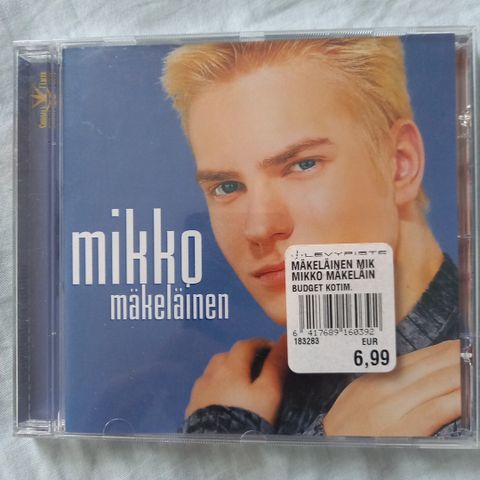 mikko
mäkeläinen
LEVYPISTE
MÄKELÄINEN MIK
MIKKO MÄKELÄIN
BUDGET KOTIM.
6 417689 160392
183283 EUR
6,99